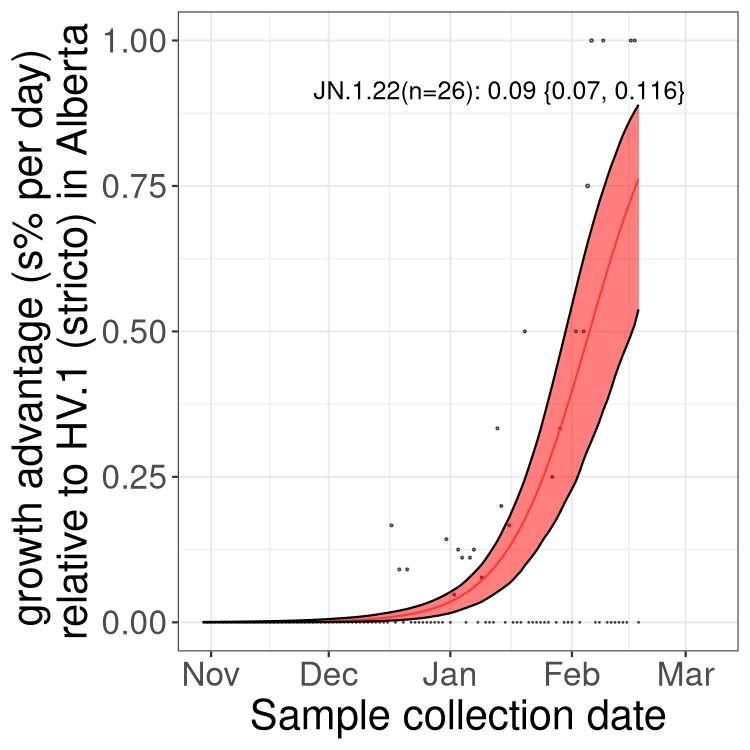 growth advantage (s% per day)
relative to HV.1 (stricto) in Alberta
1.00
0.75
0.50
0.25
0.00
JN.1.22(n=26): 0.09 {0.07, 0.116}
Nov Dec Jan Feb Mar
Sample collection date